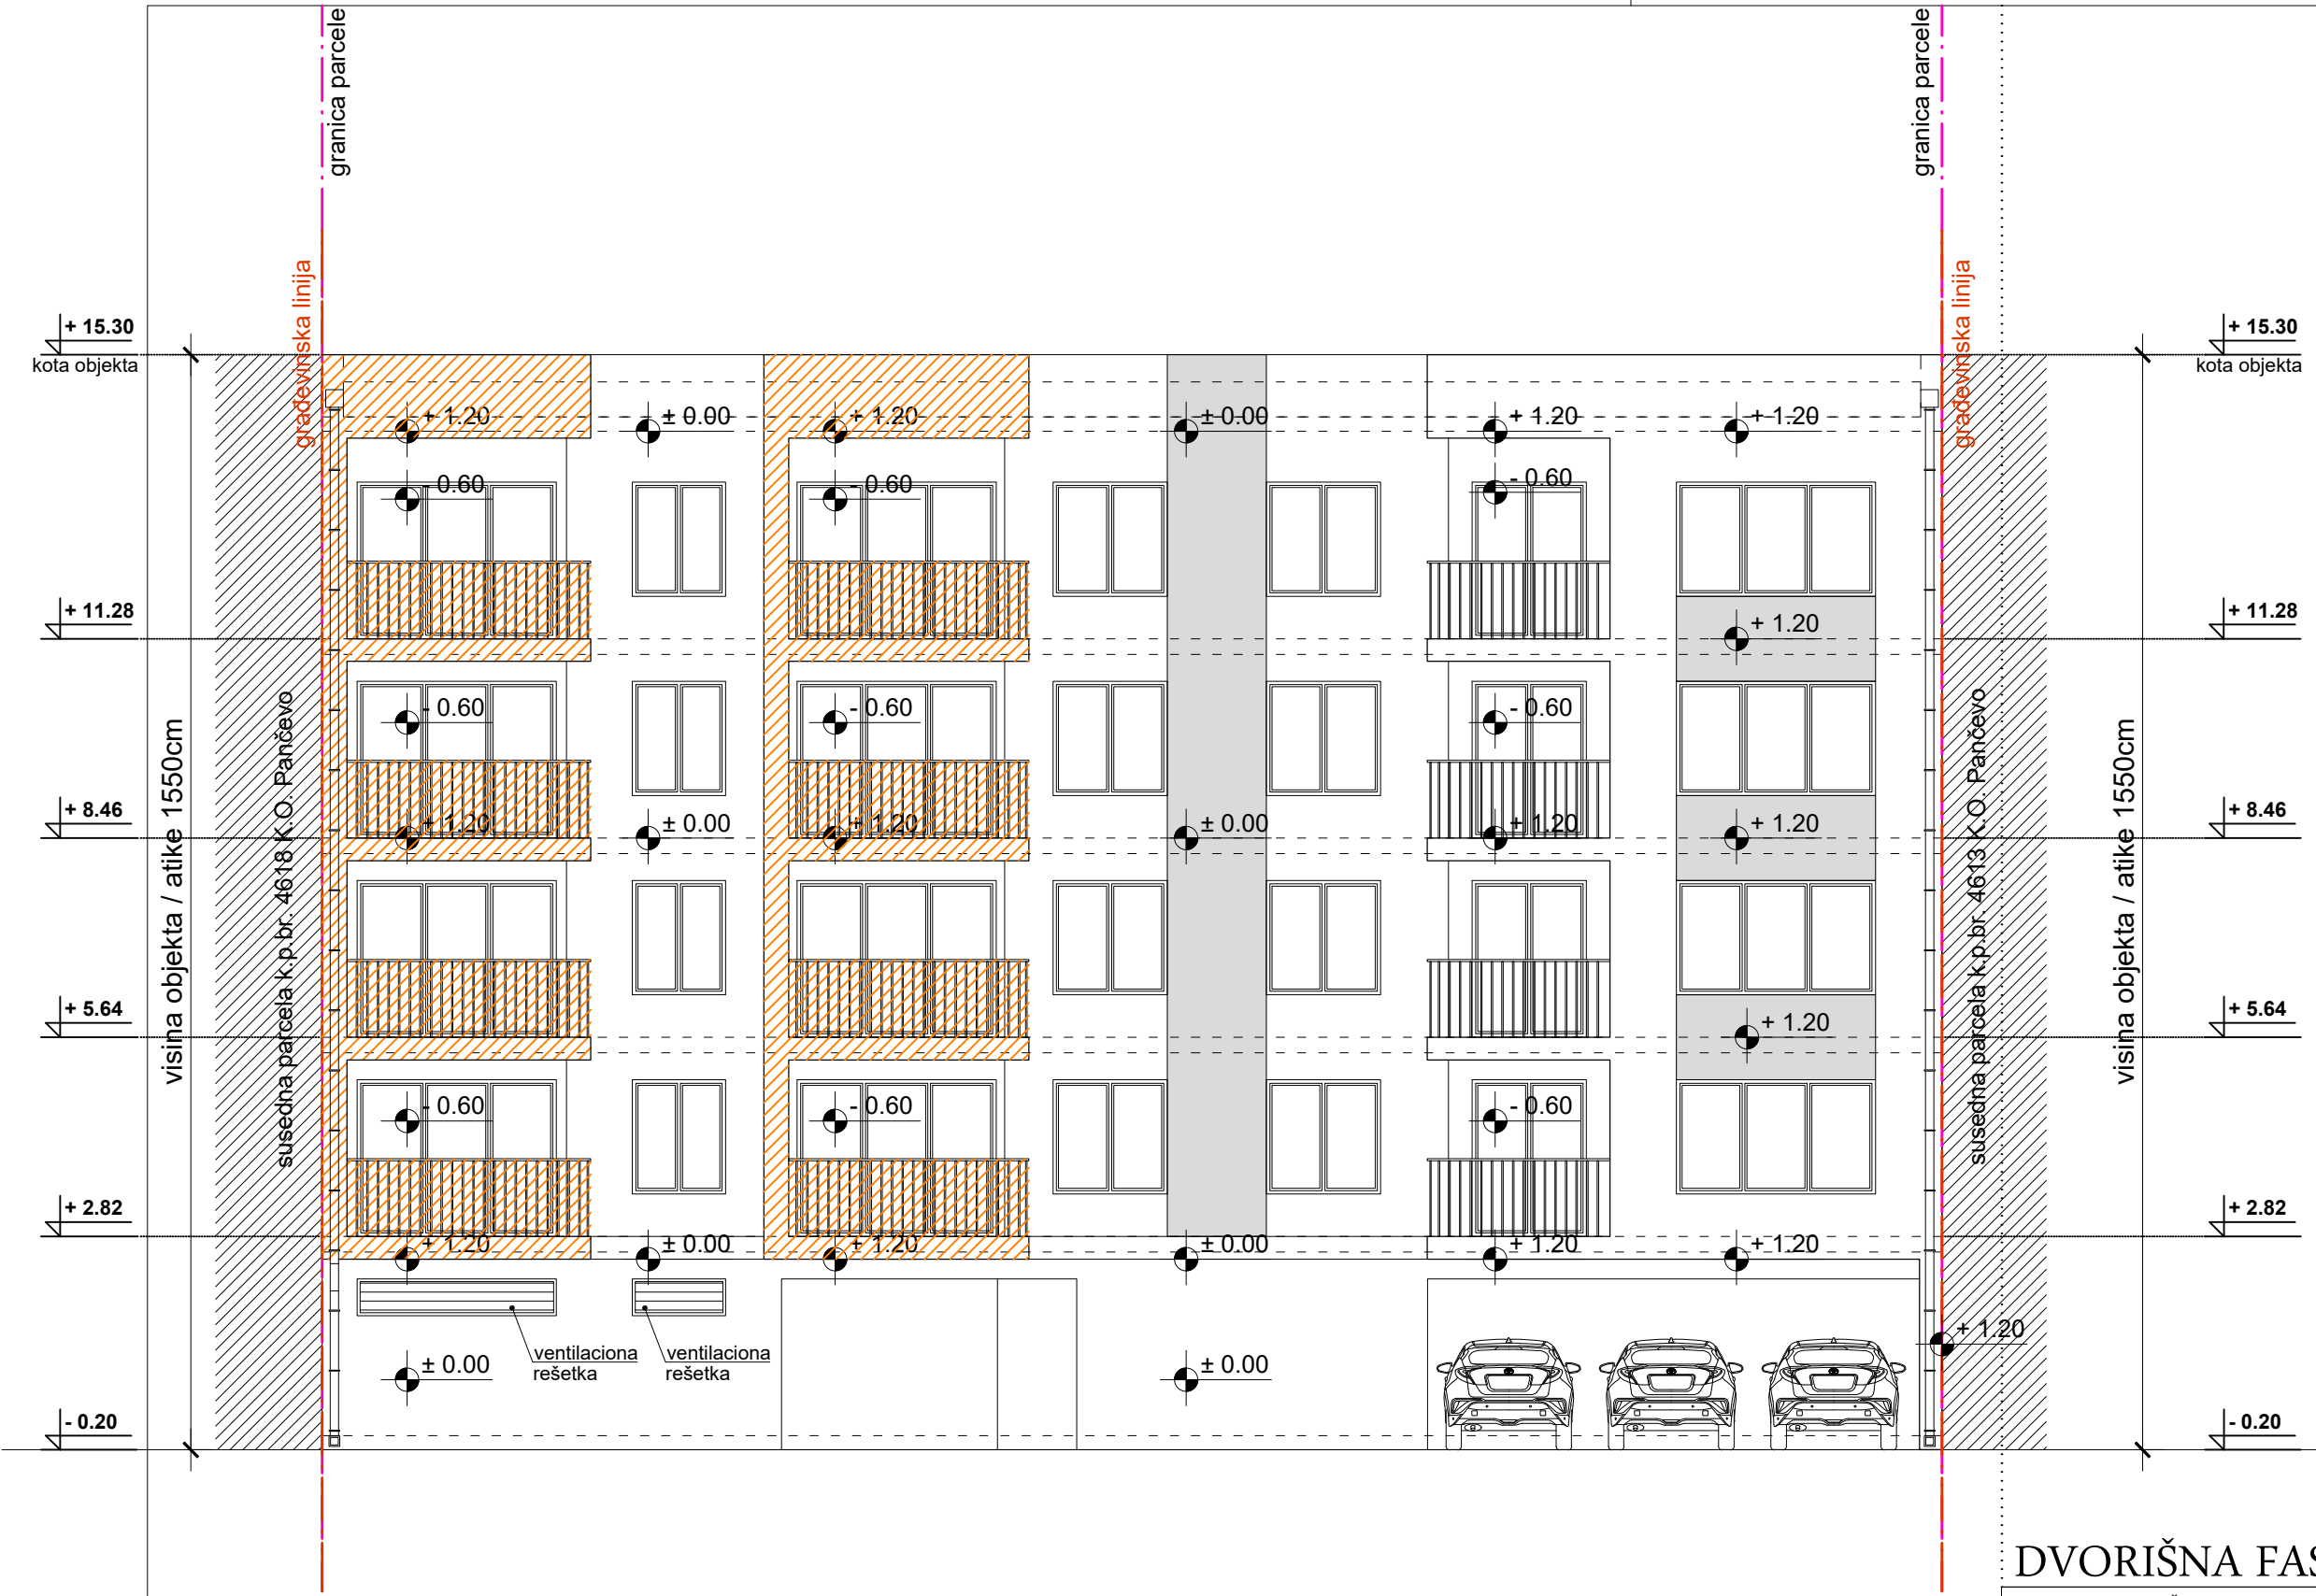 granica parcele
granica parcele
građevinska linija
građevinska linija
+ 15.30
kota objekta
+ 15.30
kota objekta
+ 1.20
± 0.00
+ 1.20
± 0.00
+ 1.20
+ 1.20
- 0.60
- 0.60
- 0.60
+ 11.28
+ 1.20
+ 11.28
- 0.60
- 0.60
- 0.60
visina objekta / atike 1550cm
susedna parcela k.p.br. 4618 K.O. Pančevo
susedna parcela k.p.br. 4613 K.O. Pančevo
visina objekta / atike 1550cm
+ 8.46
+ 1.20
± 0.00
+ 1.20
± 0.00
+ 1.20
+ 1.20
+ 8.46
+ 5.64
+ 1.20
+ 5.64
- 0.60
- 0.60
- 0.60
+ 2.82
+ 1.20
± 0.00
+ 1.20
± 0.00
+ 1.20
+ 1.20
+ 2.82
ventilaciona
rešetka
ventilaciona
rešetka
+ 1.20
± 0.00
± 0.00
- 0.20
- 0.20
DVORIŠNA FAS